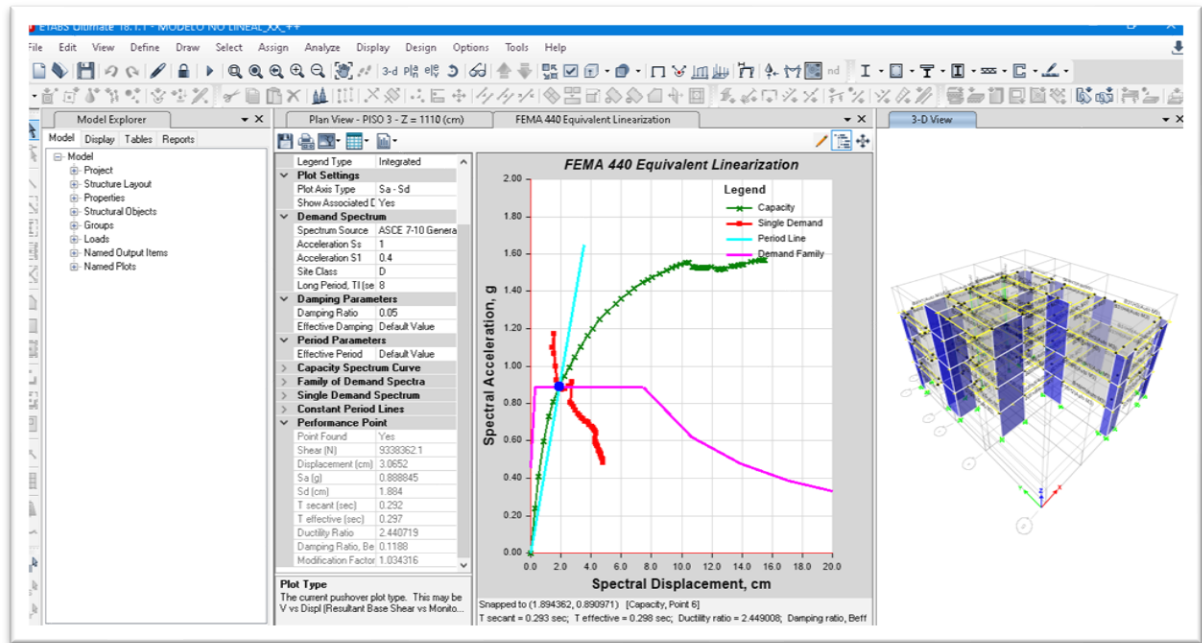 ETABS Ultimate 18.1.1 - MODELO NO LINEAL_XX_++
File Edit View Define Draw Select Assign Analyze Display Design Options Tools Help
3-d
nd
Model Explorer
Model Display Tables Reports
Model
Project
Structure Layout
Properties
Structural Objects
Groups
Loads
Named Output Items
Named Plots
Plan View - PISO 3 - Z = 1110 (cm)
FEMA 440 Equivalent Linearization
3-D View
Legend Type Integrated
Plot Settings
Plot Axis Type Sa - Sd
Show Associated D Yes
Demand Spectrum
Spectrum Source ASCE 7-10 Genera
Acceleration Ss 1
Acceleration S1 0.4
Site Class D
Long Period, Tl (se 8
Damping Parameters
Damping Ratio 0.05
Effective Damping Default Value
Period Parameters
Effective Period Default Value
Capacity Spectrum Curve
Family of Demand Spectra
Single Demand Spectrum
Constant Period Lines
Performance Point
Point Found Yes
Shear (N) 9338362.1
Displacement (cm) 3.0652
Sa (g) 0.888845
Sd (cm) 1.884
T secant (sec) 0.292
T effective (sec) 0.297
Ductility Ratio 2.440719
Damping Ratio, Be 0.1188
Modification Factor 1.034316
Plot Type
The current pushover plot type. This may be
V vs Displ (Resultant Base Shear vs Monito...
FEMA 440 Equivalent Linearization
Legend
Capacity
Single Demand
Period Line
Demand Family
Spectral Acceleration, g
2.00
1.80
1.60
1.40
1.20
1.00
0.80
0.60
0.40
0.20
0.00
0.0 2.0 4.0 6.0 8.0 10.0 12.0 14.0 16.0 18.0 20.0
Spectral Displacement, cm
Snapped to (1.894362, 0.890971) [Capacity, Point 6]
T secant = 0.293 sec; T effective = 0.298 sec; Ductility ratio = 2.449008; Damping ratio, Beff
Z
X
Y